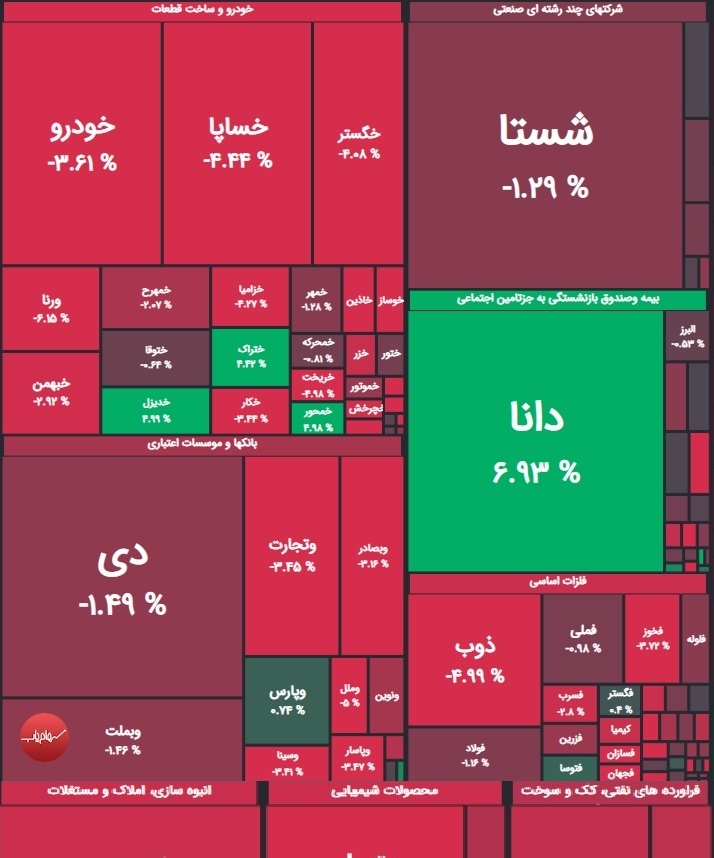 شرکتهای چند رشته ای صنعتی
شستا
-۱.۲۹ %
خودرو و ساخت قطعات
خودرو
-۳.۶۱ %
خساپا
-۴.۴۴ %
خگستر
-۴.۰۸ %
ورنا
-۶.۱۵ %
خمهرح
-۲.۰۷ %
خزامیا
-۴.۲۷ %
خمهر
-۱.۲۸ %
خاذین
خوساز
ختوقا
-۰.۶۴ %
ختراک
۴.۴۲ %
خمحرکه
-۰.۸۱ %
خزر
ختور
خبهمن
-۲.۹۲ %
خدیزل
۴.۹۹ %
خکار
-۳.۴۴ %
خریخت
-۴.۹۸ %
خموتور
خمحور
۴.۹۸ %
خچرخش
بیمه وصندوق بازنشستگی به جزتامین اجتماعی
دانا
۶.۹۳ %
البرز
-۰.۵۳ %
بانکها و موسسات اعتباری
دی
-۱.۴۹ %
وتجارت
-۳.۴۵ %
وبصادر
-۳.۱۶ %
وپارس
۰.۷۴ %
وملل
-۵ %
ونوین
وبملت
-۱.۴۶ %
وسینا
-۳.۴۱ %
وپاسار
-۳.۴۷ %
فلزات اساسی
ذوب
-۴.۹۹ %
فملی
-۰.۹۸ %
فخوز
-۳.۷۲ %
فلوله
فسرب
-۲.۸ %
فگستر
۰.۴ %
فولاد
-۱.۱۶ %
فزرین
کیمیا
فسازان
فتوسا
فجهان
انبوه سازی، املاک و مستغلات
محصولات شیمیایی
فراورده های نفتی، کک و سوخت